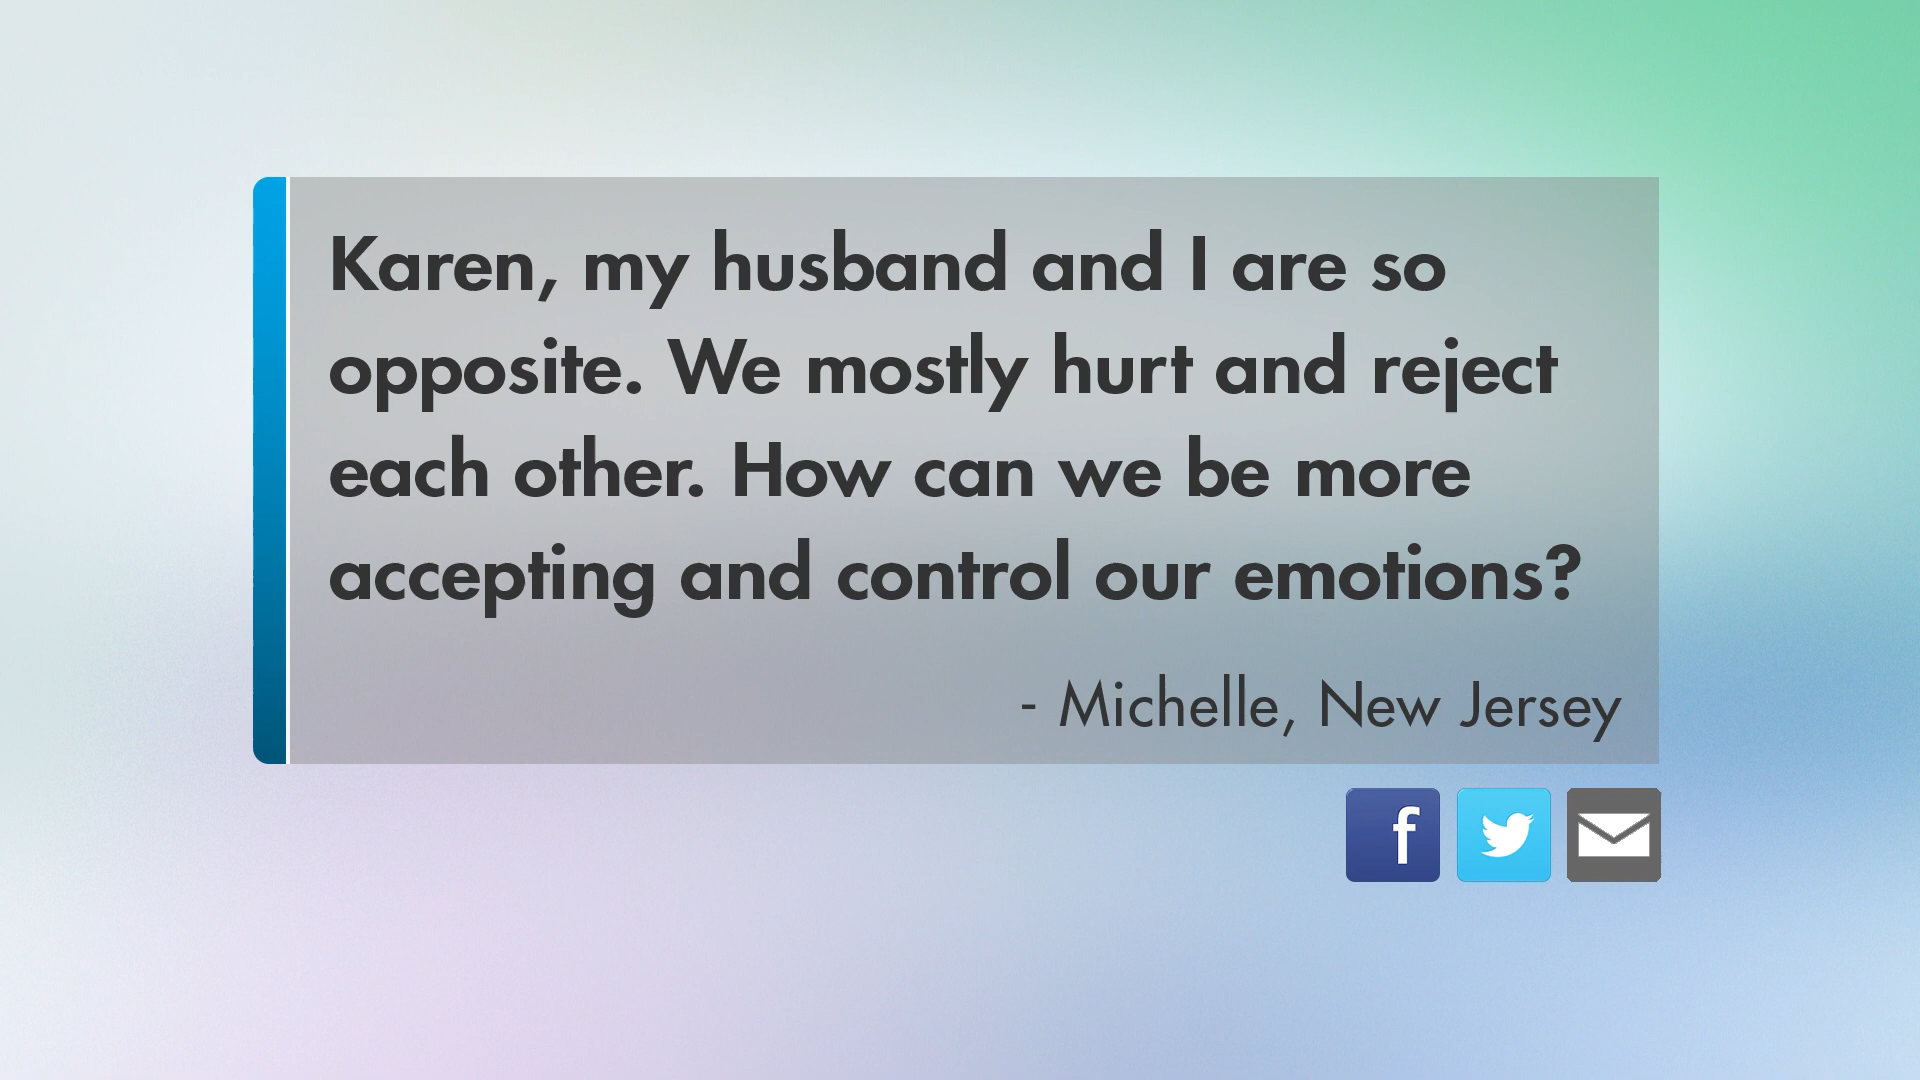 Karen, my husband and I are so
opposite. We mostly hurt and reject
each other. How can we be more
accepting and control our emotions?
- Michelle, New Jersey
f